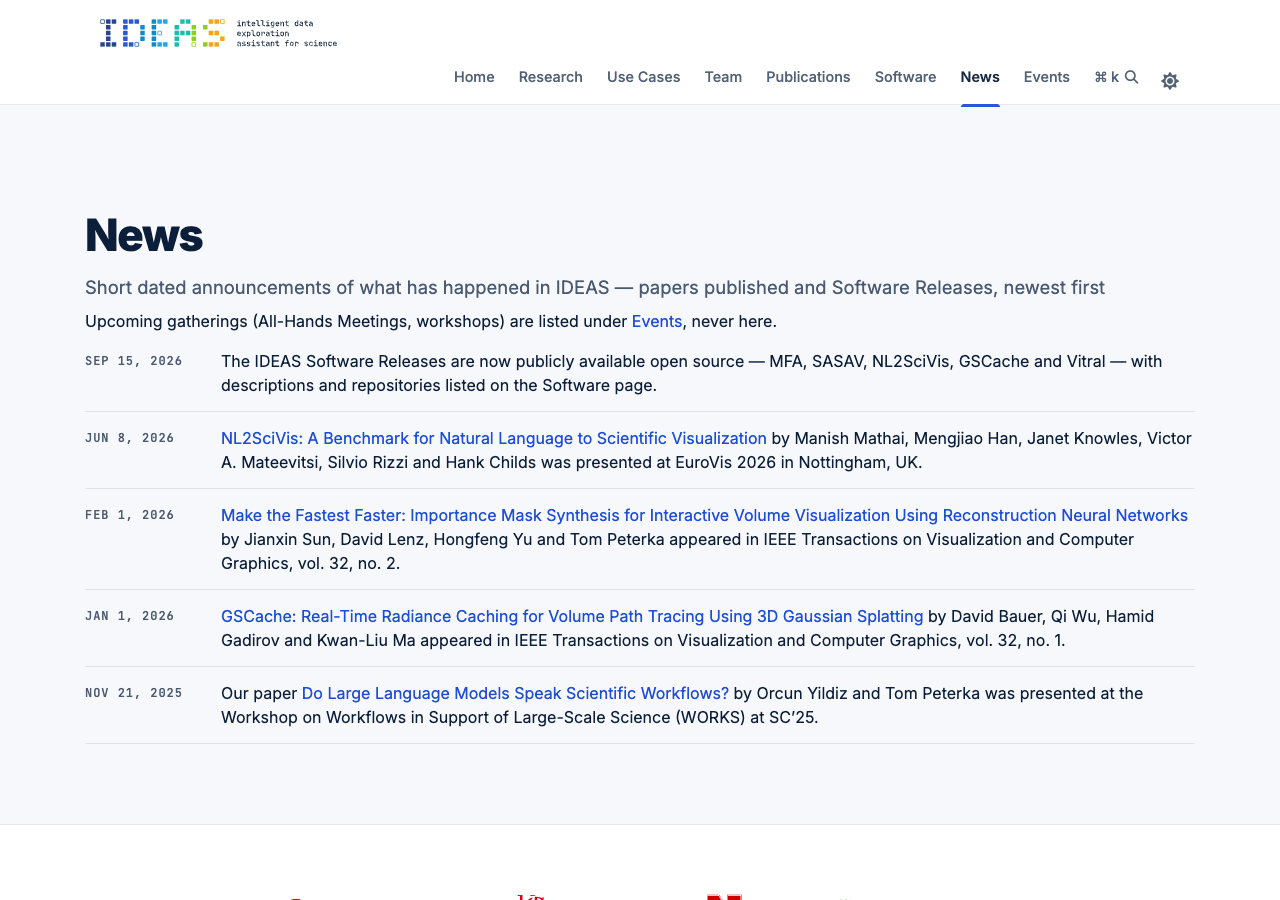 IDEAS
intelligent data
exploration
assistant for science
Home Research Use Cases Team Publications Software News Events ⌘ k
News
Short dated announcements of what has happened in IDEAS — papers published and Software Releases, newest first
Upcoming gatherings (All-Hands Meetings, workshops) are listed under Events, never here.
SEP 15, 2026 The IDEAS Software Releases are now publicly available open source — MFA, SASAV, NL2SciVis, GSCache and Vitral — with
descriptions and repositories listed on the Software page.
JUN 8, 2026 NL2SciVis: A Benchmark for Natural Language to Scientific Visualization by Manish Mathai, Mengjiao Han, Janet Knowles, Victor
A. Mateevitsi, Silvio Rizzi and Hank Childs was presented at EuroVis 2026 in Nottingham, UK.
FEB 1, 2026 Make the Fastest Faster: Importance Mask Synthesis for Interactive Volume Visualization Using Reconstruction Neural Networks
by Jianxin Sun, David Lenz, Hongfeng Yu and Tom Peterka appeared in IEEE Transactions on Visualization and Computer
Graphics, vol. 32, no. 2.
JAN 1, 2026 GSCache: Real-Time Radiance Caching for Volume Path Tracing Using 3D Gaussian Splatting by David Bauer, Qi Wu, Hamid
Gadirov and Kwan-Liu Ma appeared in IEEE Transactions on Visualization and Computer Graphics, vol. 32, no. 1.
NOV 21, 2025 Our paper Do Large Language Models Speak Scientific Workflows? by Orcun Yildiz and Tom Peterka was presented at the
Workshop on Workflows in Support of Large-Scale Science (WORKS) at SC’25.